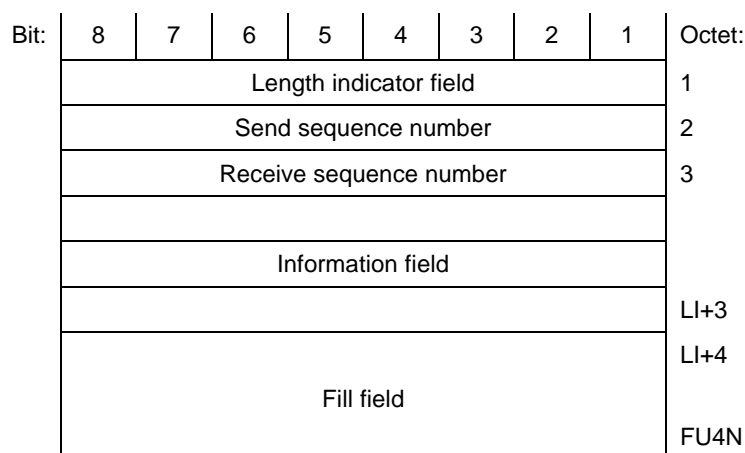 Bit: 8 7 6 5 4 3 2 1 Octet:
Length indicator field 1
Send sequence number 2
Receive sequence number 3
Information field
LI+3
LI+4
Fill field
FU4N